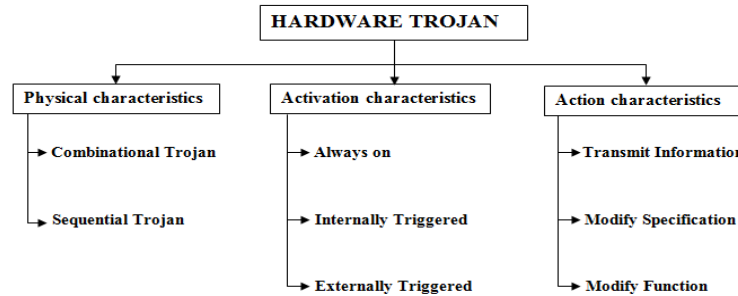 HARDWARE TROJAN
Physical characteristics
Activation characteristics
Action characteristics
Combinational Trojan
Always on
Transmit Information
Sequential Trojan
Internally Triggered
Modify Specification
Externally Triggered
Modify Function